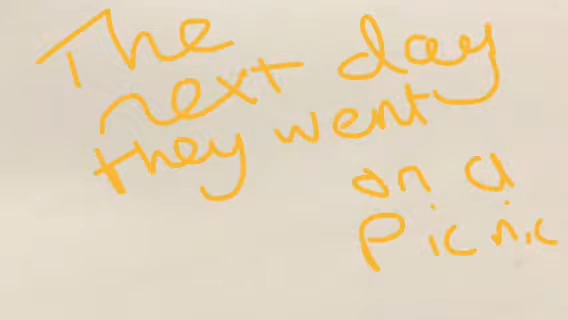 The
next day
they went
on a
Picnic